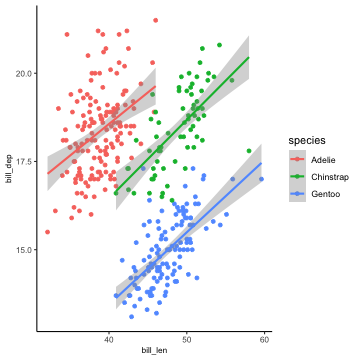 20.0
17.5
15.0
bill_dep
40
50
60
bill_len
species
Adelie
Chinstrap
Gentoo